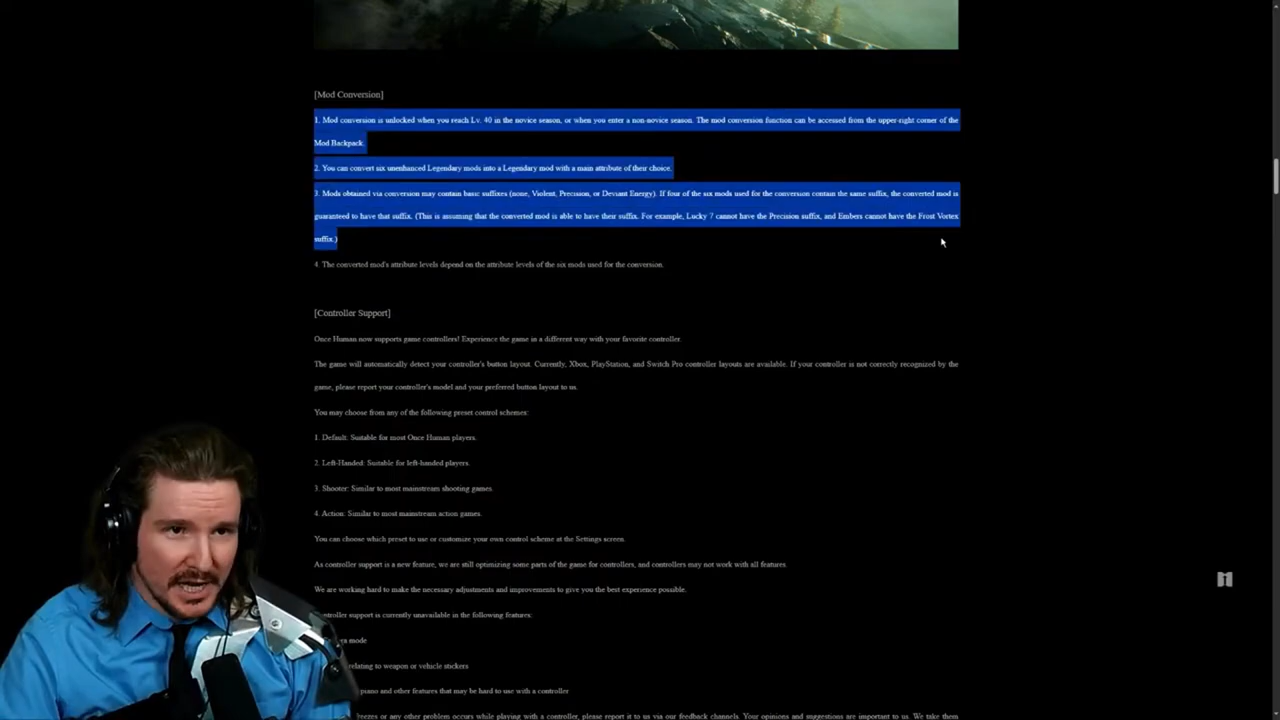 [Mod Conversion]
1. Mod conversion is unlocked when you reach Lv. 40 in the novice season, or when you enter a non-novice season. The mod conversion function can be accessed from the upper-right corner of the
Mod Backpack.
2. You can convert six unenhanced Legendary mods into a Legendary mod with a main attribute of their choice.
3. Mods obtained via conversion may contain basic suffixes (none, Violent, Precision, or Deviant Energy). If four of the six mods used for the conversion contain the same suffix, the converted mod is
guaranteed to have that suffix. (This is assuming that the converted mod is able to have their suffix. For example, Lucky 7 cannot have the Precision suffix, and Embers cannot have the Frost Vortex
suffix.)
4. The converted mod's attribute levels depend on the attribute levels of the six mods used for the conversion.
[Controller Support]
Once Human now supports game controllers! Experience the game in a different way with your favorite controller.
The game will automatically detect your controller's button layout. Currently, Xbox, PlayStation, and Switch Pro controller layouts are available. If your controller is not correctly recognized by the
game, please report your controller's model and your preferred button layout to us.
You may choose from any of the following preset control schemes:
1. Default: Suitable for most Once Human players.
2. Left-Handed: Suitable for left-handed players.
3. Shooter: Similar to most mainstream shooting games.
4. Action: Similar to most mainstream action games.
You can choose which preset to use or customize your own control scheme at the Settings screen.
As controller support is a new feature, we are still optimizing some parts of the game for controllers, and controllers may not work with all features.
We are working hard to make the necessary adjustments and improvements to give you the best experience possible.
ntroller support is currently unavailable in the following features:
ra mode
relating to weapon or vehicle stickers
piano and other features that may be hard to use with a controller
reezes or any other problem occurs while playing with a controller, please report it to us via our feedback channels. Your opinions and suggestions are important to us. We take them